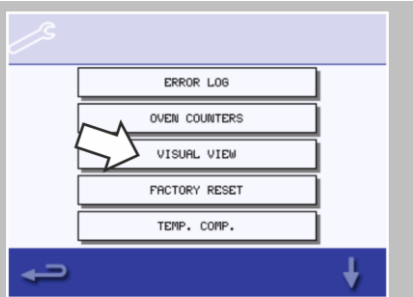 ERROR LOG
OVEN COUNTERS
VISUAL VIEW
FACTORY RESET
TEMP. COMP.